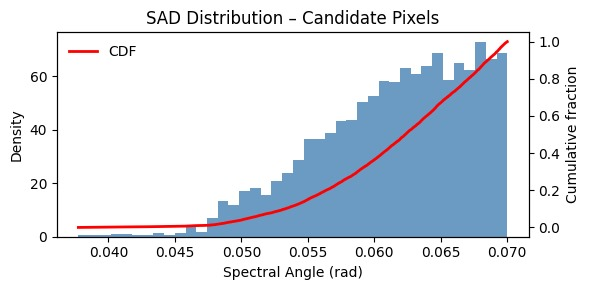 SAD Distribution – Candidate Pixels
CDF
Density
0
20
40
60
Cumulative fraction
0.0
0.2
0.4
0.6
0.8
1.0
0.040 0.045 0.050 0.055 0.060 0.065 0.070
Spectral Angle (rad)